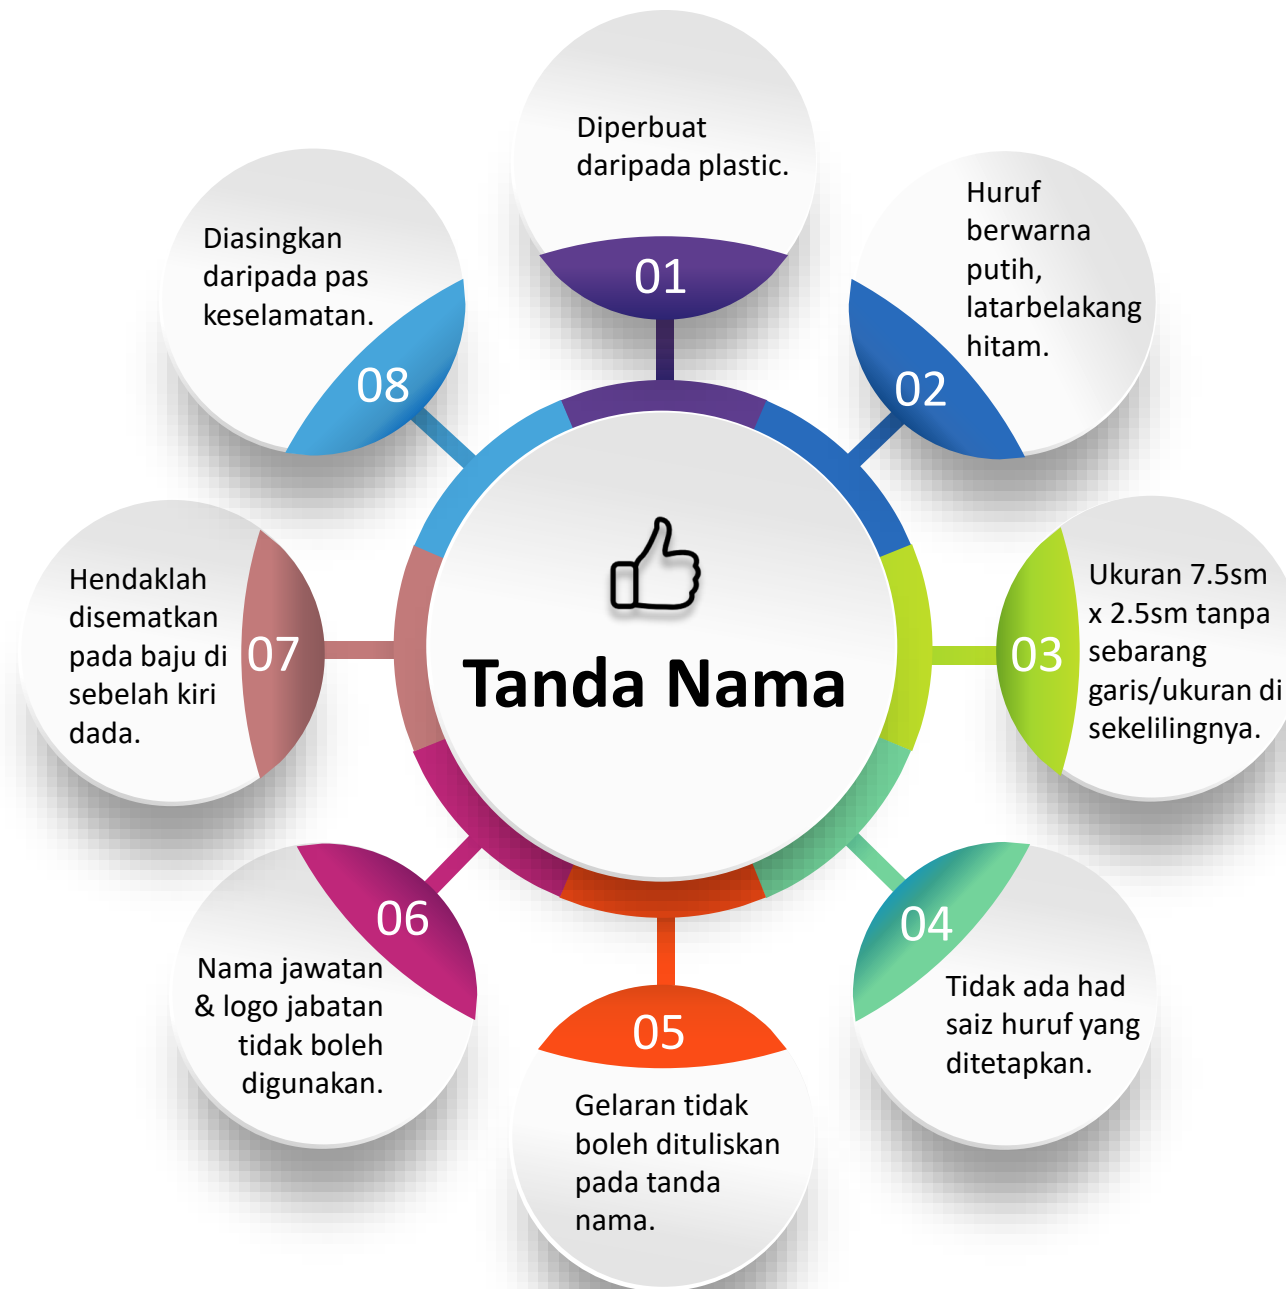 Tanda Nama
01
Diperbuat
daripada plastic.
02
Huruf
berwarna
putih,
latarbelakang
hitam.
03
Ukuran 7.5sm
x 2.5sm tanpa
sebarang
garis/ukuran di
sekelilingnya.
04
Tidak ada had
saiz huruf yang
ditetapkan.
05
Gelaran tidak
boleh dituliskan
pada tanda
nama.
06
Nama jawatan
& logo jabatan
tidak boleh
digunakan.
07
Hendaklah
disematkan
pada baju di
sebelah kiri
dada.
08
Diasingkan
daripada pas
keselamatan.